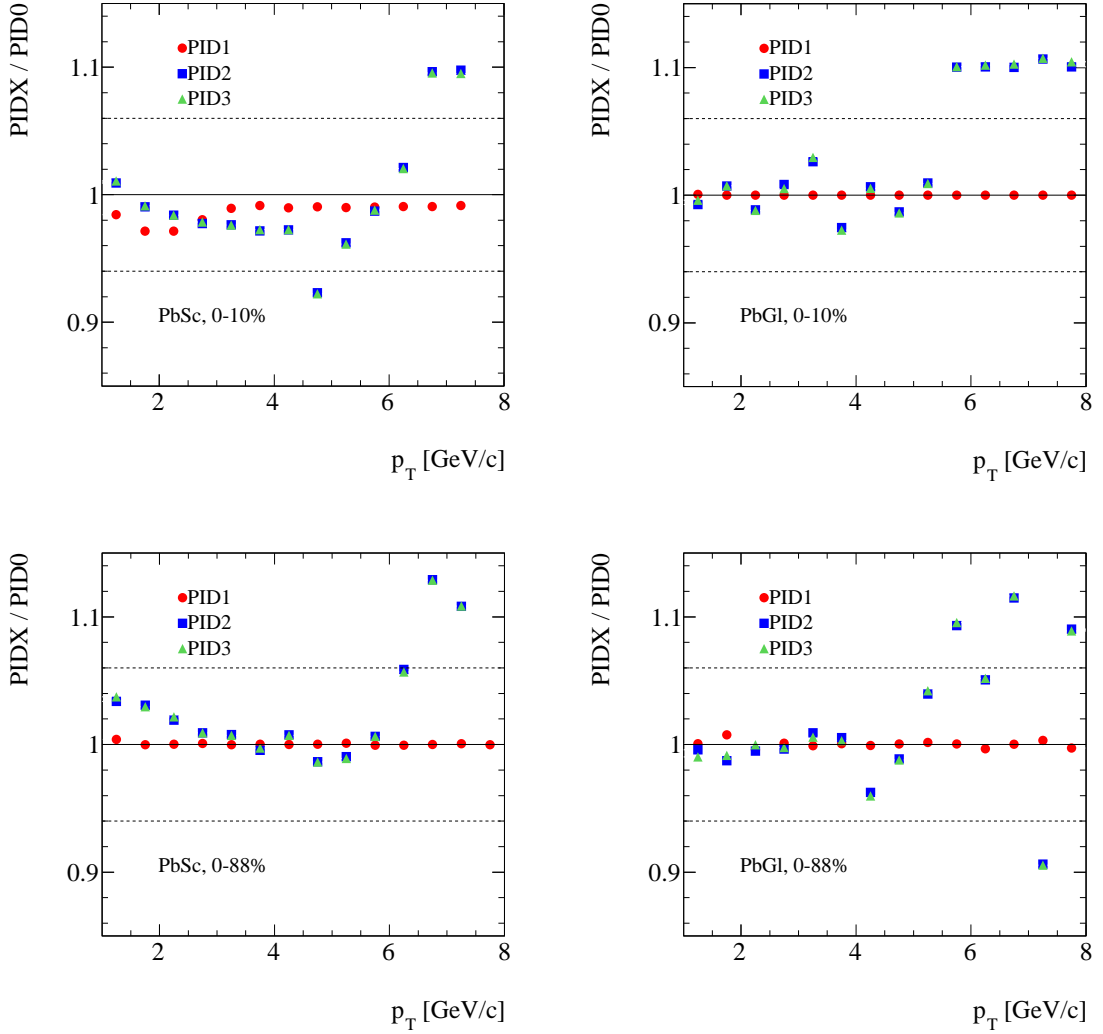 PIDX / PID0
1.1
1
0.9
PID1
PID2
PID3
PbSc, 0-10%
2 4 6 8
p_T [GeV/c]
PIDX / PID0
1.1
1
0.9
PID1
PID2
PID3
PbGl, 0-10%
2 4 6 8
p_T [GeV/c]
PIDX / PID0
1.1
1
0.9
PID1
PID2
PID3
PbSc, 0-88%
2 4 6 8
p_T [GeV/c]
PIDX / PID0
1.1
1
0.9
PID1
PID2
PID3
PbGl, 0-88%
2 4 6 8
p_T [GeV/c]